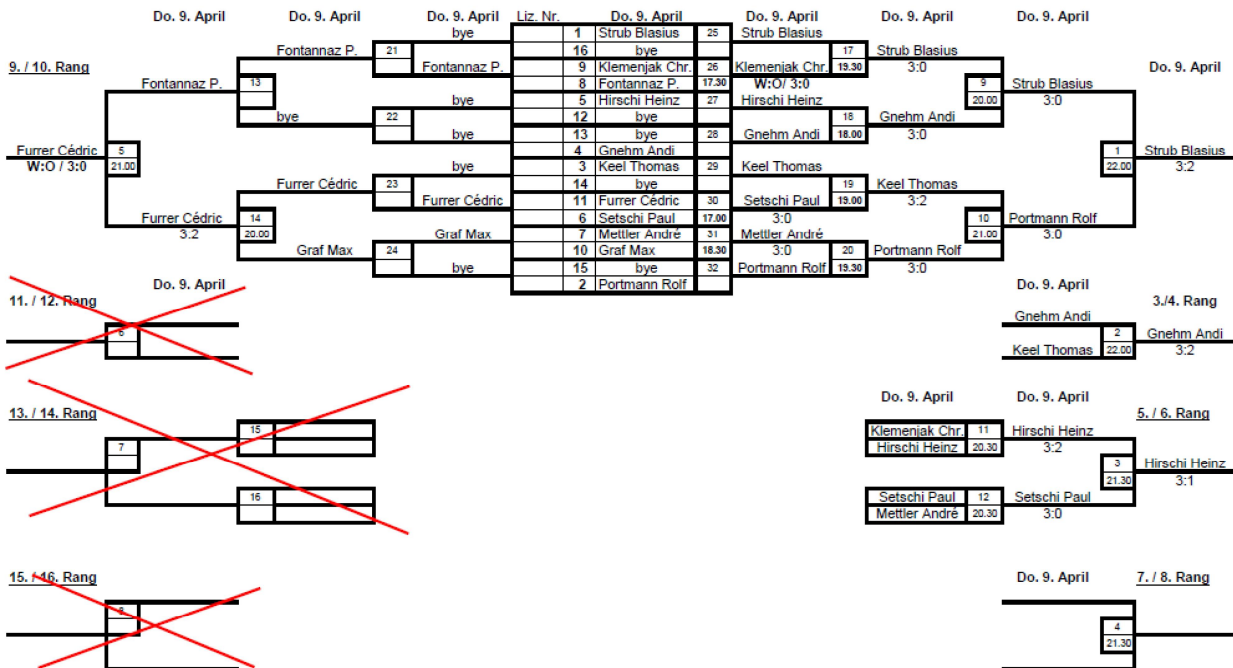 Do. 9. April Do. 9. April Do. 9. April Liz. Nr. Do. 9. April Do. 9. April Do. 9. April Do. 9. April
bye 1 Strub Blasius 25 Strub Blasius
Fontannaz P. 21 16 bye 17 Strub Blasius
9. / 10. Rang Fontannaz P. 9 Klemenjak Chr. 26 Klemenjak Chr. 19.30 3:0 Do. 9. April
Fontannaz P. 13 8 Fontannaz P. 17.30 W:O/ 3:0 9 Strub Blasius
bye 5 Hirschi Heinz 27 Hirschi Heinz 20.00 3:0
bye 22 12 bye 18 Gnehm Andi
bye 13 bye 28 Gnehm Andi 18.00 3:0
Furrer Cédric 5 4 Gnehm Andi 1 Strub Blasius
W:O / 3:0 21.00 bye 3 Keel Thomas 29 Keel Thomas 22.00 3:2
Furrer Cédric 23 14 bye 19 Keel Thomas
Furrer Cédric 11 Furrer Cédric 30 Setschi Paul 19.00 3:2
Furrer Cédric 14 6 Setschi Paul 17.00 3:0 10 Portmann Rolf
3.2 20.00 Graf Max 7 Mettler André 31 Mettler André 21.00 3.0
Graf Max 24 10 Graf Max 18.30 3:0 20 Portmann Rolf
bye 15 bye 32 Portmann Rolf 19.30 3:0
Do. 9. April 2 Portmann Rolf Do. 9. April
11. / 12. Rang 3./4. Rang
Gnehm Andi
6 2 Gnehm Andi
Keel Thomas 22.00 3:2
Do. 9. April Do. 9. April
13. / 14. Rang 5. / 6. Rang
15 Klemenjak Chr. 11 Hirschi Heinz
7 Hirschi Heinz 20.30 3:2
3 Hirschi Heinz
21.30 3:1
16 Setschi Paul 12 Setschi Paul
Mettler André 20.30 3:0
15. / 16. Rang Do. 9. April 7. / 8. Rang
8
4
21.30